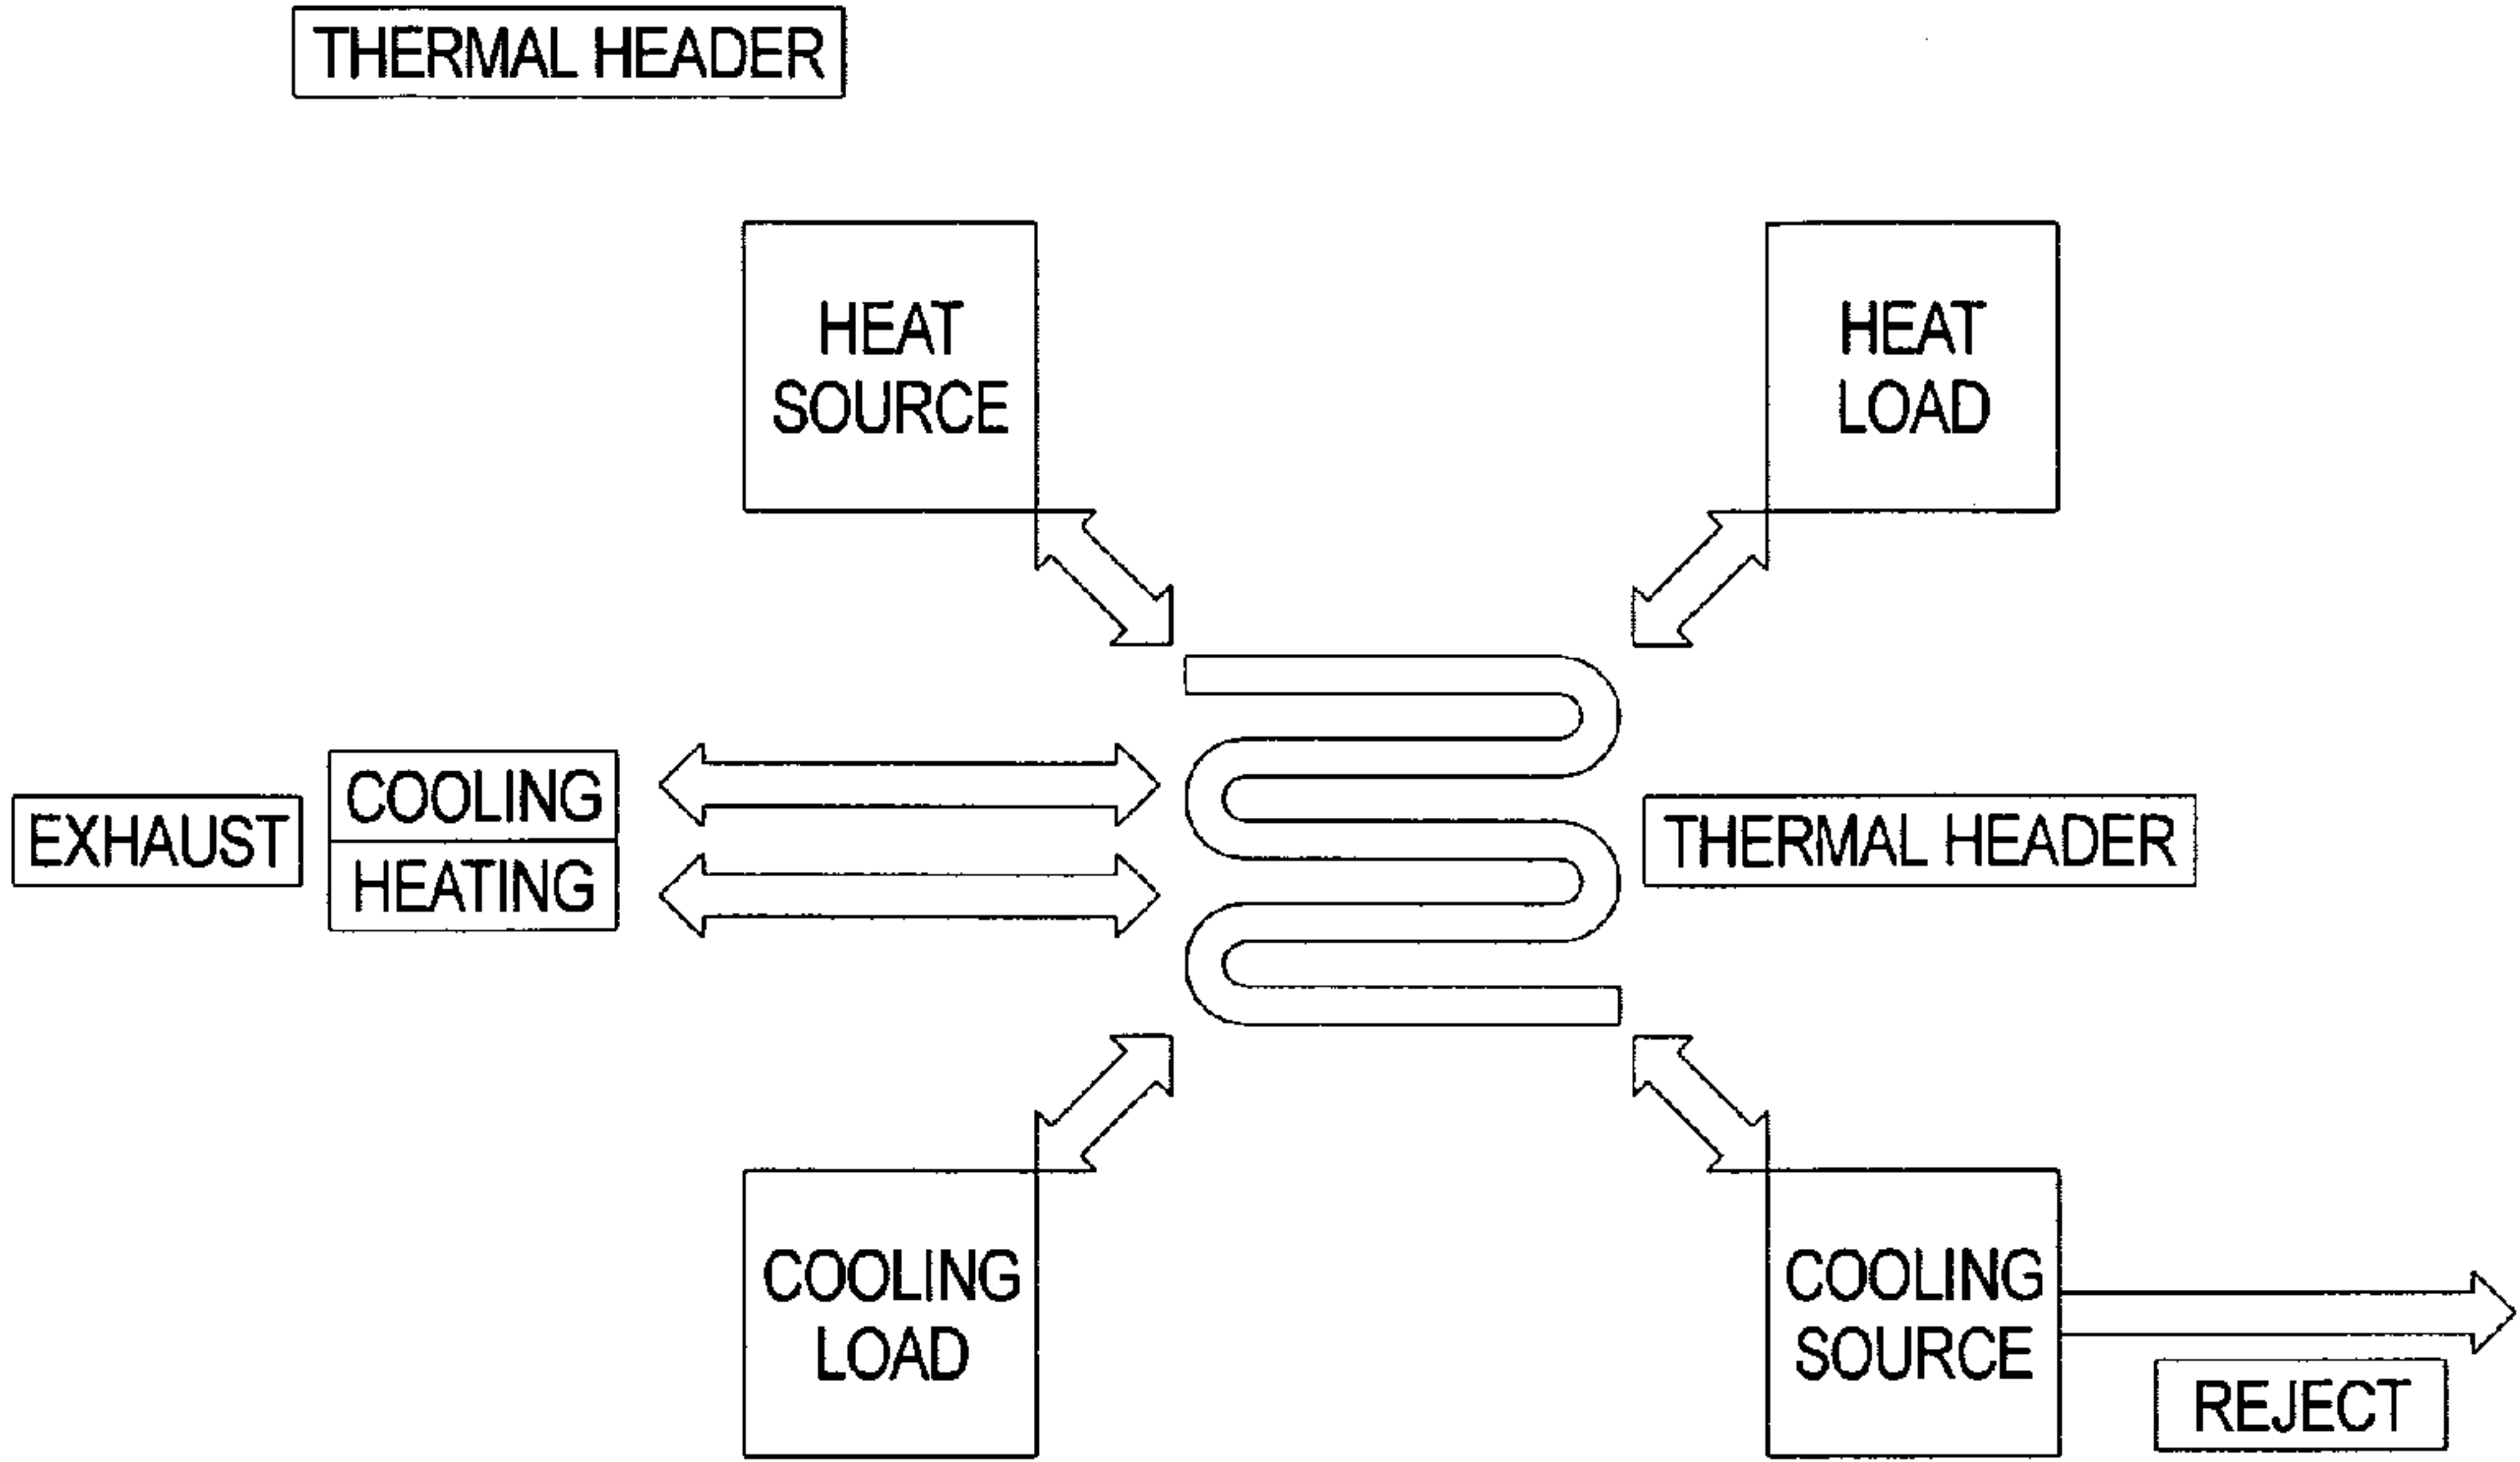 THERMAL HEADER
HEAT
SOURCE
HEAT
LOAD
EXHAUST
COOLING
HEATING
THERMAL HEADER
COOLING
LOAD
COOLING
SOURCE
REJECT